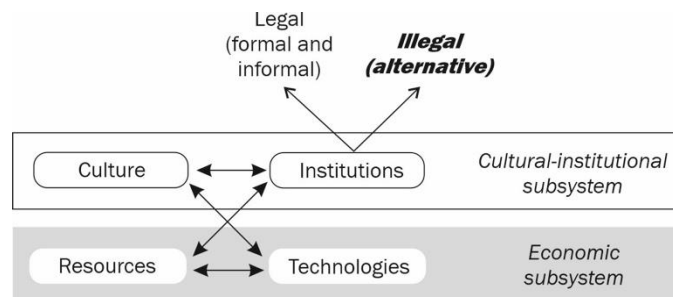 Legal
(formal and
informal)
Illegal
(alternative)
Culture
Institutions
Cultural-institutional
subsystem
Resources
Technologies
Economic
subsystem